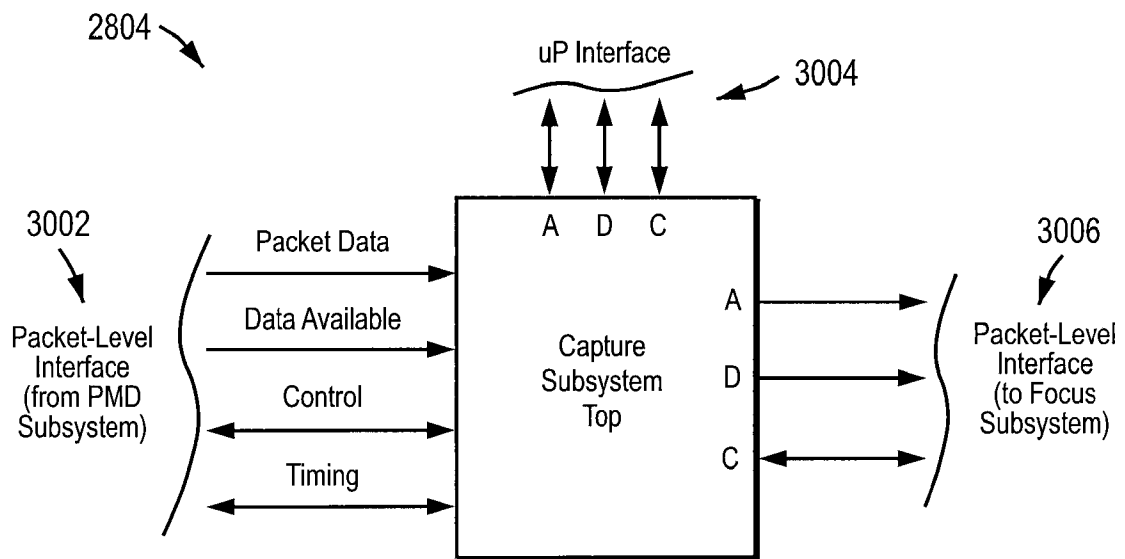 2804
uP Interface
3004
A D C
3002
Packet Data
3006
A
Data Available
Packet-Level
Interface
(from PMD
Subsystem)
Capture
Subsystem
Top
Packet-Level
Interface
(to Focus
Subsystem)
D
Control
C
Timing